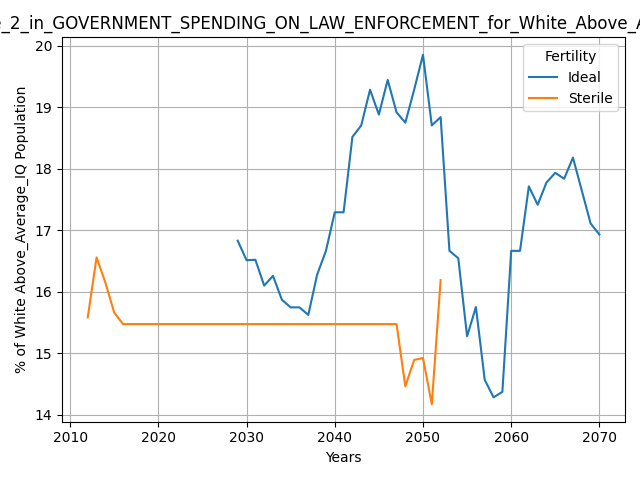 _2_in_GOVERNMENT_SPENDING_ON_LAW_ENFORCEMENT_for_White_Above_A
Fertility
Ideal
Sterile
% of White Above_Average_IQ Population
20
19
18
17
16
15
14
2010 2020 2030 2040 2050 2060 2070
Years